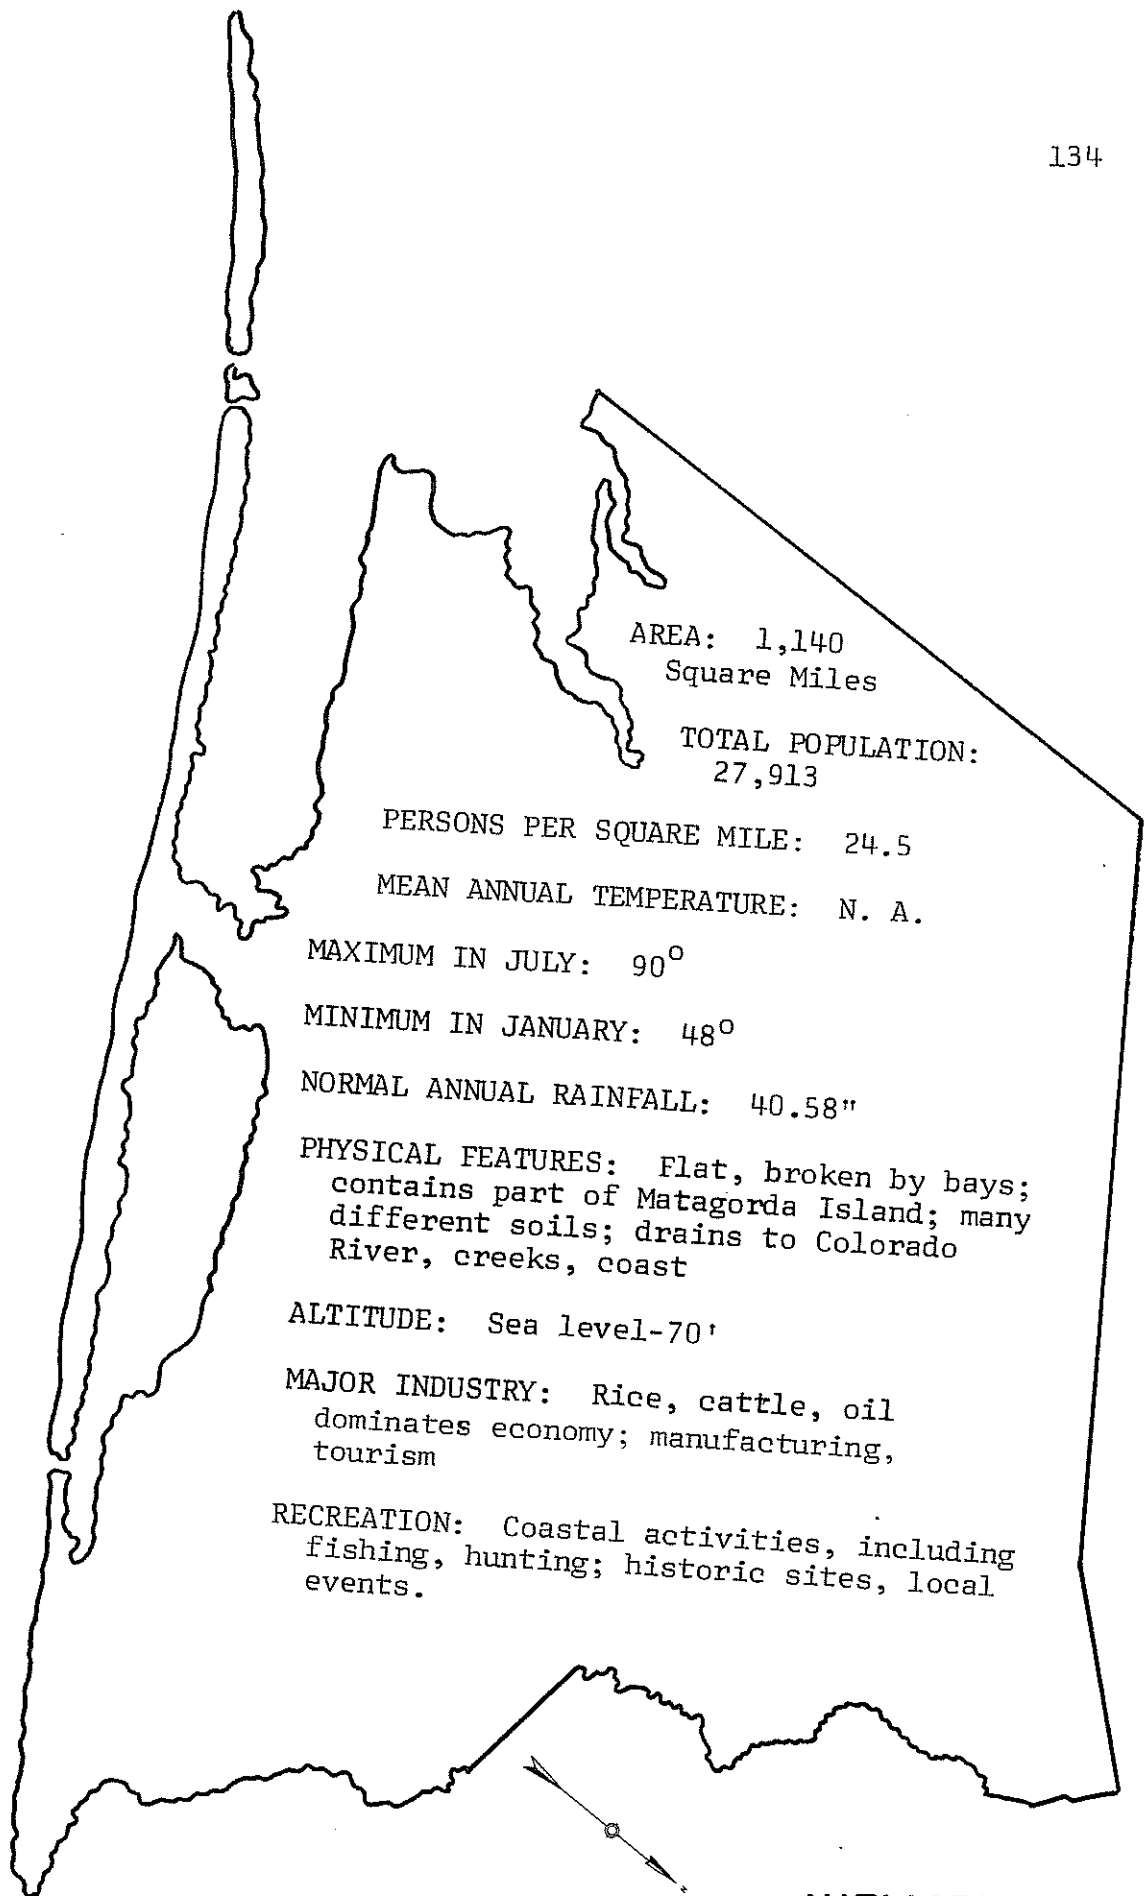 134
AREA: 1,140
Square Miles
TOTAL POPULATION:
27,913
PERSONS PER SQUARE MILE: 24.5
MEAN ANNUAL TEMPERATURE: N. A.
MAXIMUM IN JULY: 90°
MINIMUM IN JANUARY: 48°
NORMAL ANNUAL RAINFALL: 40.58"
PHYSICAL FEATURES: Flat, broken by bays;
contains part of Matagorda Island; many
different soils; drains to Colorado
River, creeks, coast
ALTITUDE: Sea level-70'
MAJOR INDUSTRY: Rice, cattle, oil
dominates economy; manufacturing,
tourism
RECREATION: Coastal activities, including
fishing, hunting; historic sites, local
events.
N